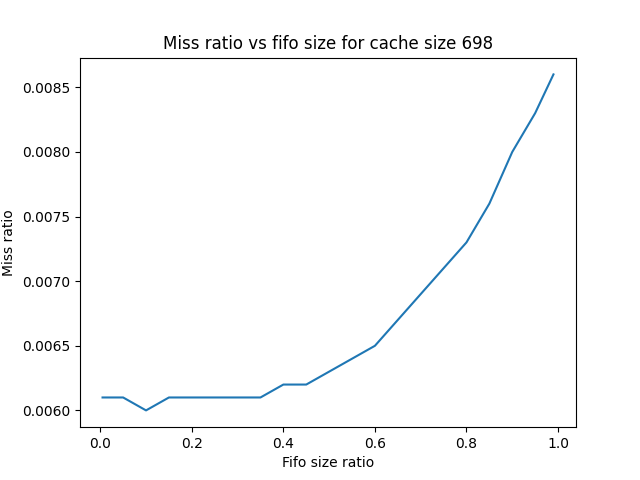 Miss ratio vs fifo size for cache size 698
0.0085
0.0080
0.0075
0.0070
0.0065
0.0060
Miss ratio
0.0 0.2 0.4 0.6 0.8 1.0
Fifo size ratio